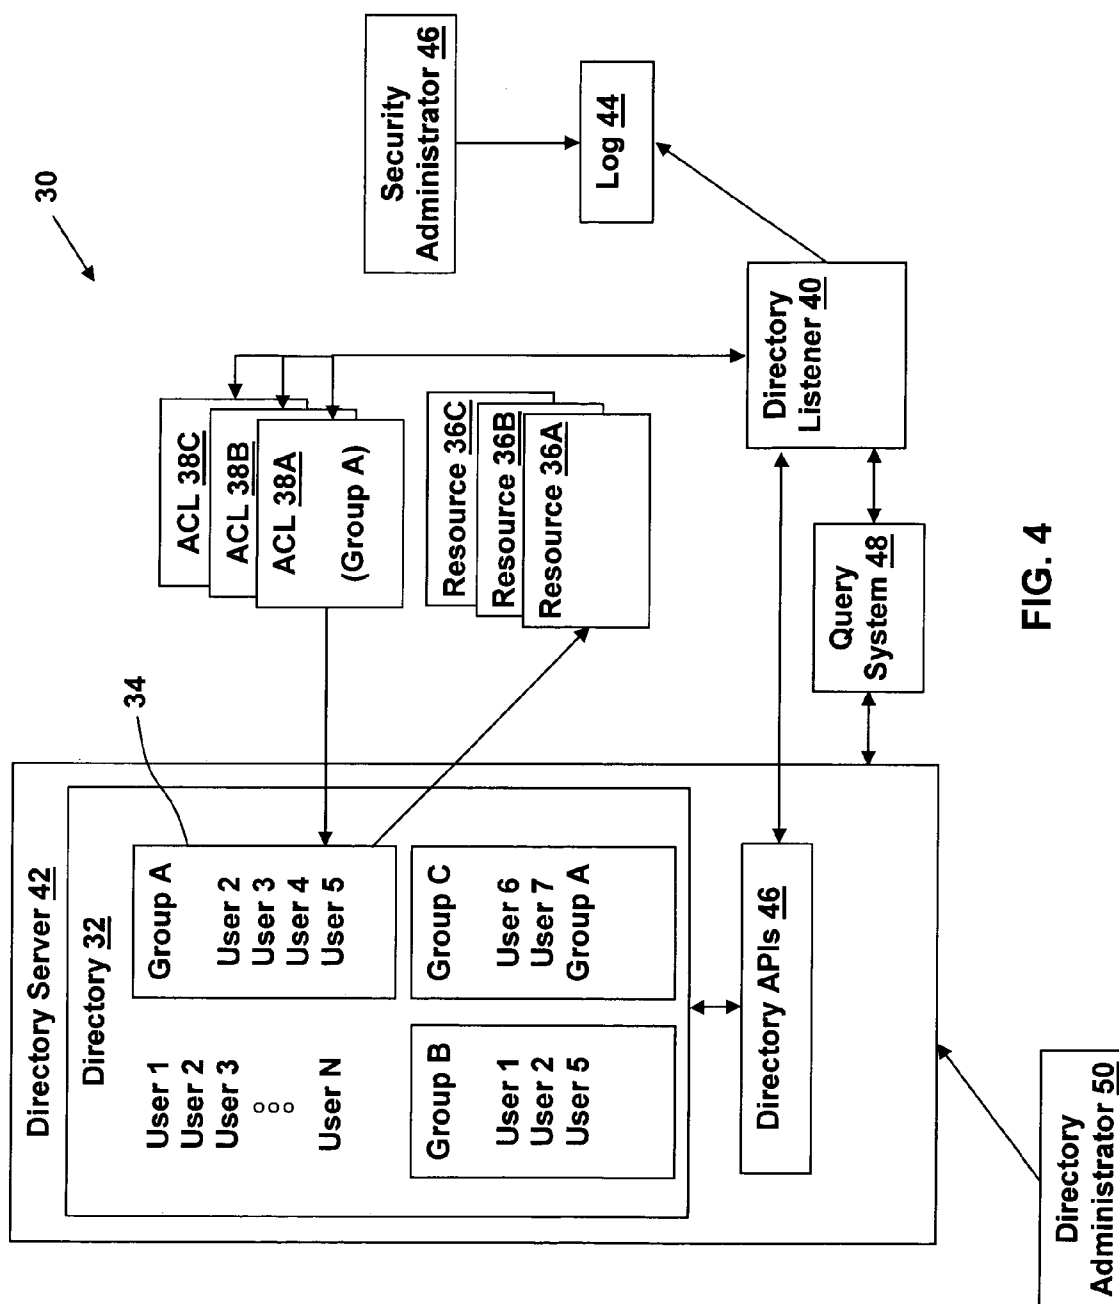 30
Directory Server 42
Directory 32
User 1
User 2
User 3
User N
Group A
User 2
User 3
User 4
User 5
34
Group B
User 1
User 2
User 5
Group C
User 6
User 7
Group A
Directory APIs 46
ACL 38C
ACL 38B
ACL 38A
(Group A)
Resource 36C
Resource 36B
Resource 36A
Security
Administrator 46
Log 44
Directory
Listener 40
Query
System 48
Directory
Administrator 50
FIG. 4